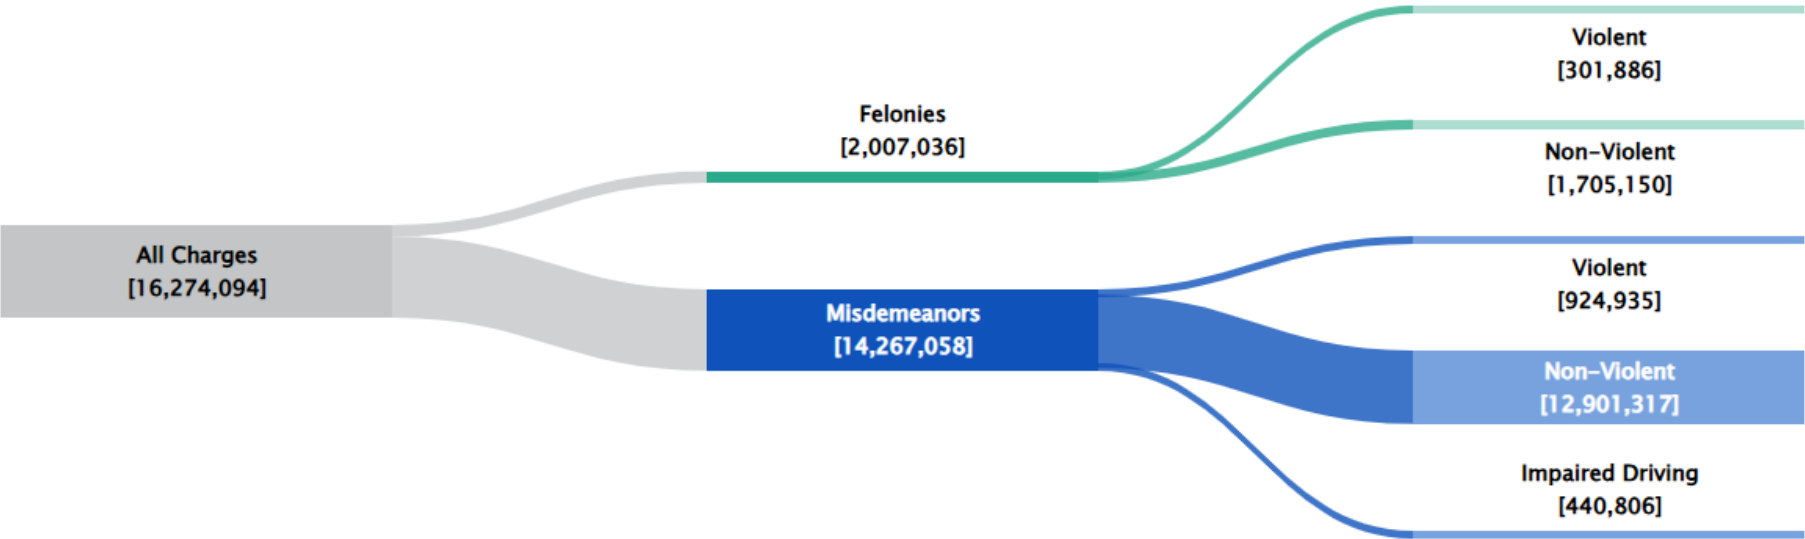 All Charges
[16,274,094]
Felonies
[2,007,036]
Misdemeanors
[14,267,058]
Violent
[301,886]
Non-Violent
[1,705,150]
Violent
[924,935]
Non-Violent
[12,901,317]
Impaired Driving
[440,806]